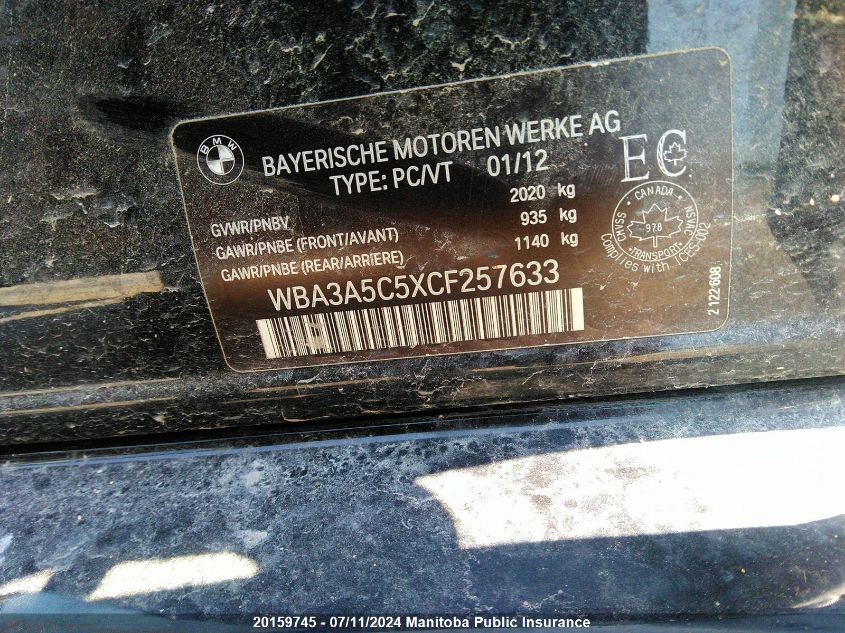 BMW
BAYERISCHE MOTOREN WERKE AG
TYPE: PC/VT 01/12
EC
GVWR/PNBV 2020 kg
GAWR/PNBE (FRONT/AVANT) 935 kg
GAWR/PNBE (REAR/ARRIERE) 1140 kg
CANADA
CMVSS
NSVAC
978
TRANSPORT
Complies with ICES-002
WBA3A5C5XCF257633
2 122 608
20159745 - 07/11/2024 Manitoba Public Insurance